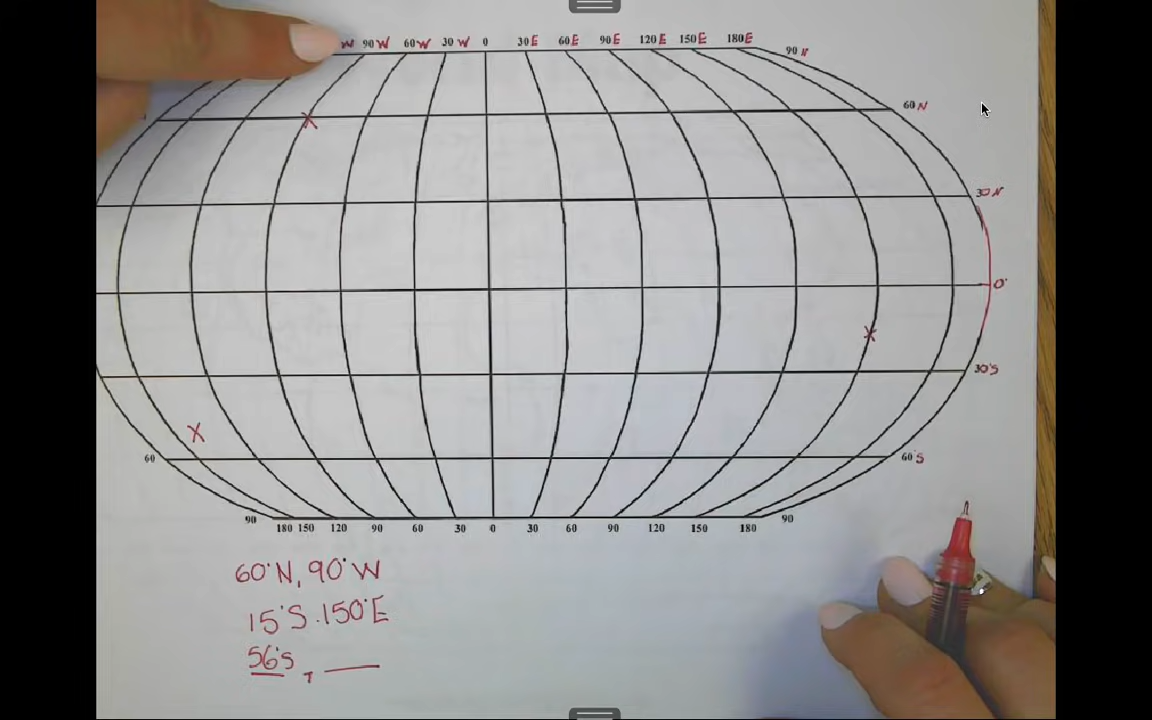 W 90 W 60 W 30 W 0 30 E 60 E 90 E 120 E 150 E 180 E
90 N
60 N
30 N
0°
30°S
60 60°S
90 90
180 150 120 90 60 30 0 30 60 90 120 150 180
60°N, 90°W
15°S. 150°E
56°S,